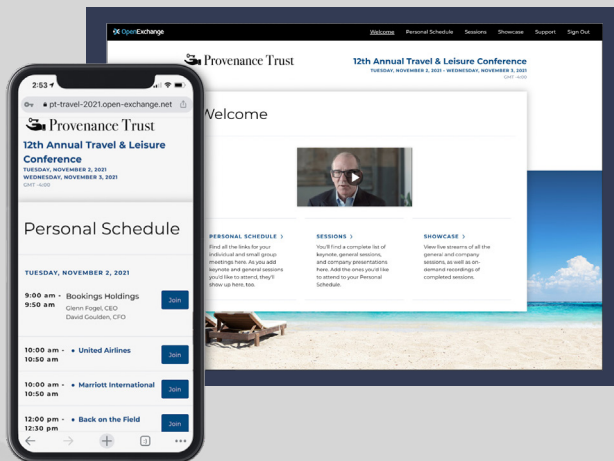 OpenExchange
Welcome Personal Schedule Sessions Showcase Support Sign Out
Provenance Trust
12th Annual Travel & Leisure Conference
TUESDAY, NOVEMBER 2, 2021 - WEDNESDAY, NOVEMBER 3, 2021
GMT -4:00
Welcome
PERSONAL SCHEDULE >
Find all the links for your
individual and small group
meetings here. As you add
keynote and general sessions
you'd like to attend, they'll
show up here, too.
SESSIONS >
You'll find a complete list of
keynote, general sessions,
and company presentations
here. Add the ones you'd like
to attend to your Personal
Schedule.
SHOWCASE >
View live streams of all the
general and company
sessions, as well as on-
demand recordings of
completed sessions.
2:53
pt-travel-2021.open-exchange.net
Provenance Trust
12th Annual Travel & Leisure
Conference
TUESDAY, NOVEMBER 2, 2021
WEDNESDAY, NOVEMBER 3, 2021
GMT -4:00
Personal Schedule
TUESDAY, NOVEMBER 2, 2021
9:00 am - Bookings Holdings
9:50 am Glenn Fogel, CEO
David Goulden, CFO
Join
10:00 am - • United Airlines
10:50 am
Join
10:00 am - • Marriott International
10:50 am
Join
12:00 pm - • Back on the Field
12:30 pm
Join